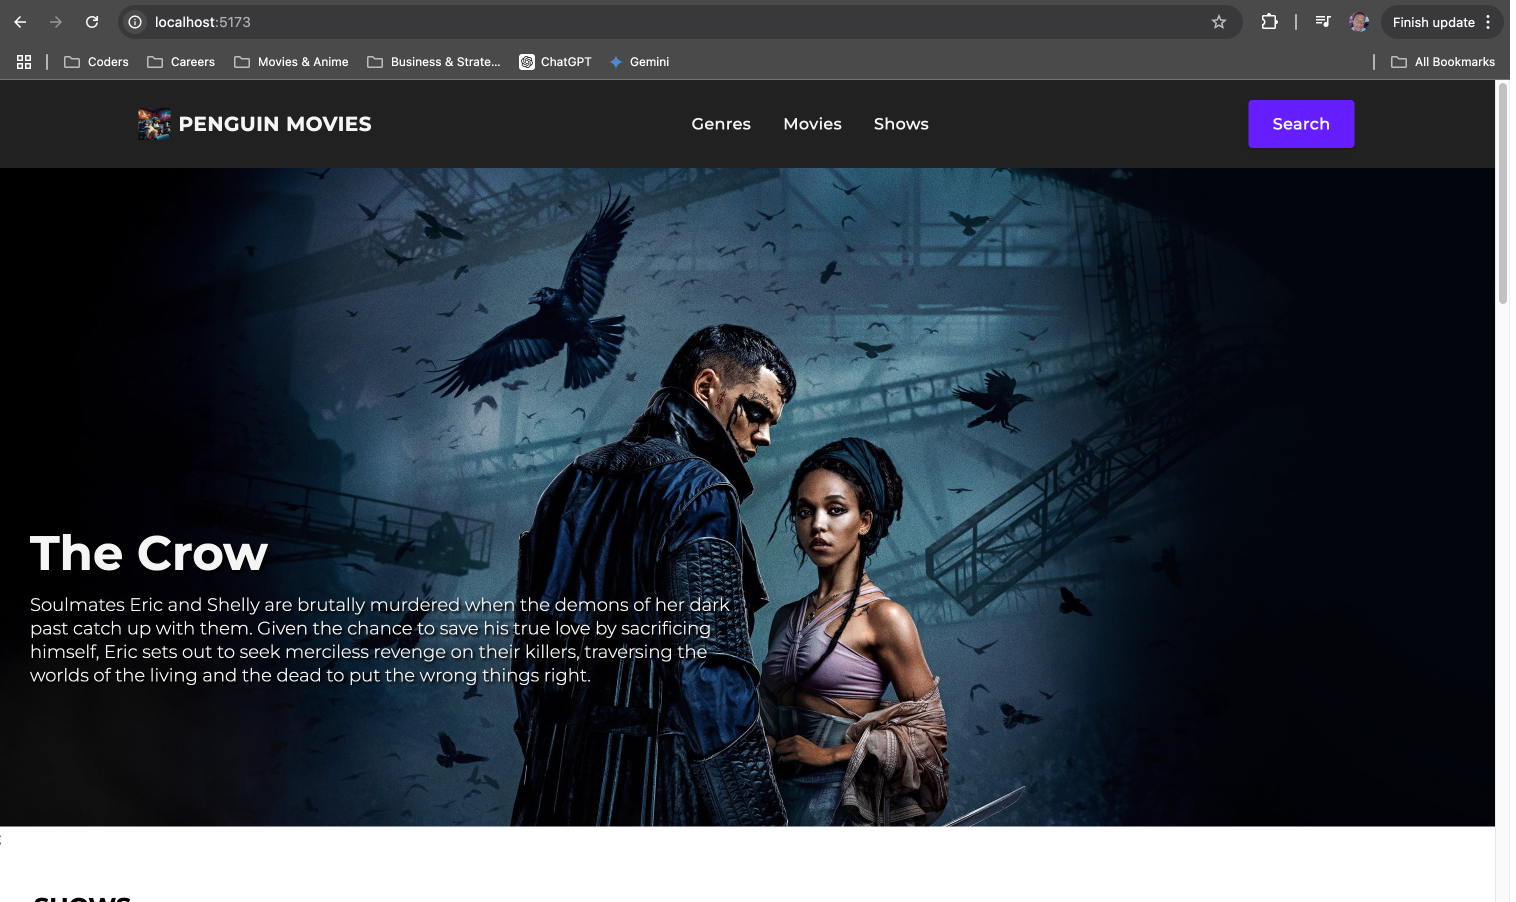 localhost:5173
Finish update
Coders
Careers
Movies & Anime
Business & Strate...
ChatGPT
Gemini
All Bookmarks
PENGUIN MOVIES
Genres
Movies
Shows
Search
The Crow
Soulmates Eric and Shelly are brutally murdered when the demons of her dark
past catch up with them. Given the chance to save his true love by sacrificing
himself, Eric sets out to seek merciless revenge on their killers, traversing the
worlds of the living and the dead to put the wrong things right.
;
SHOWS